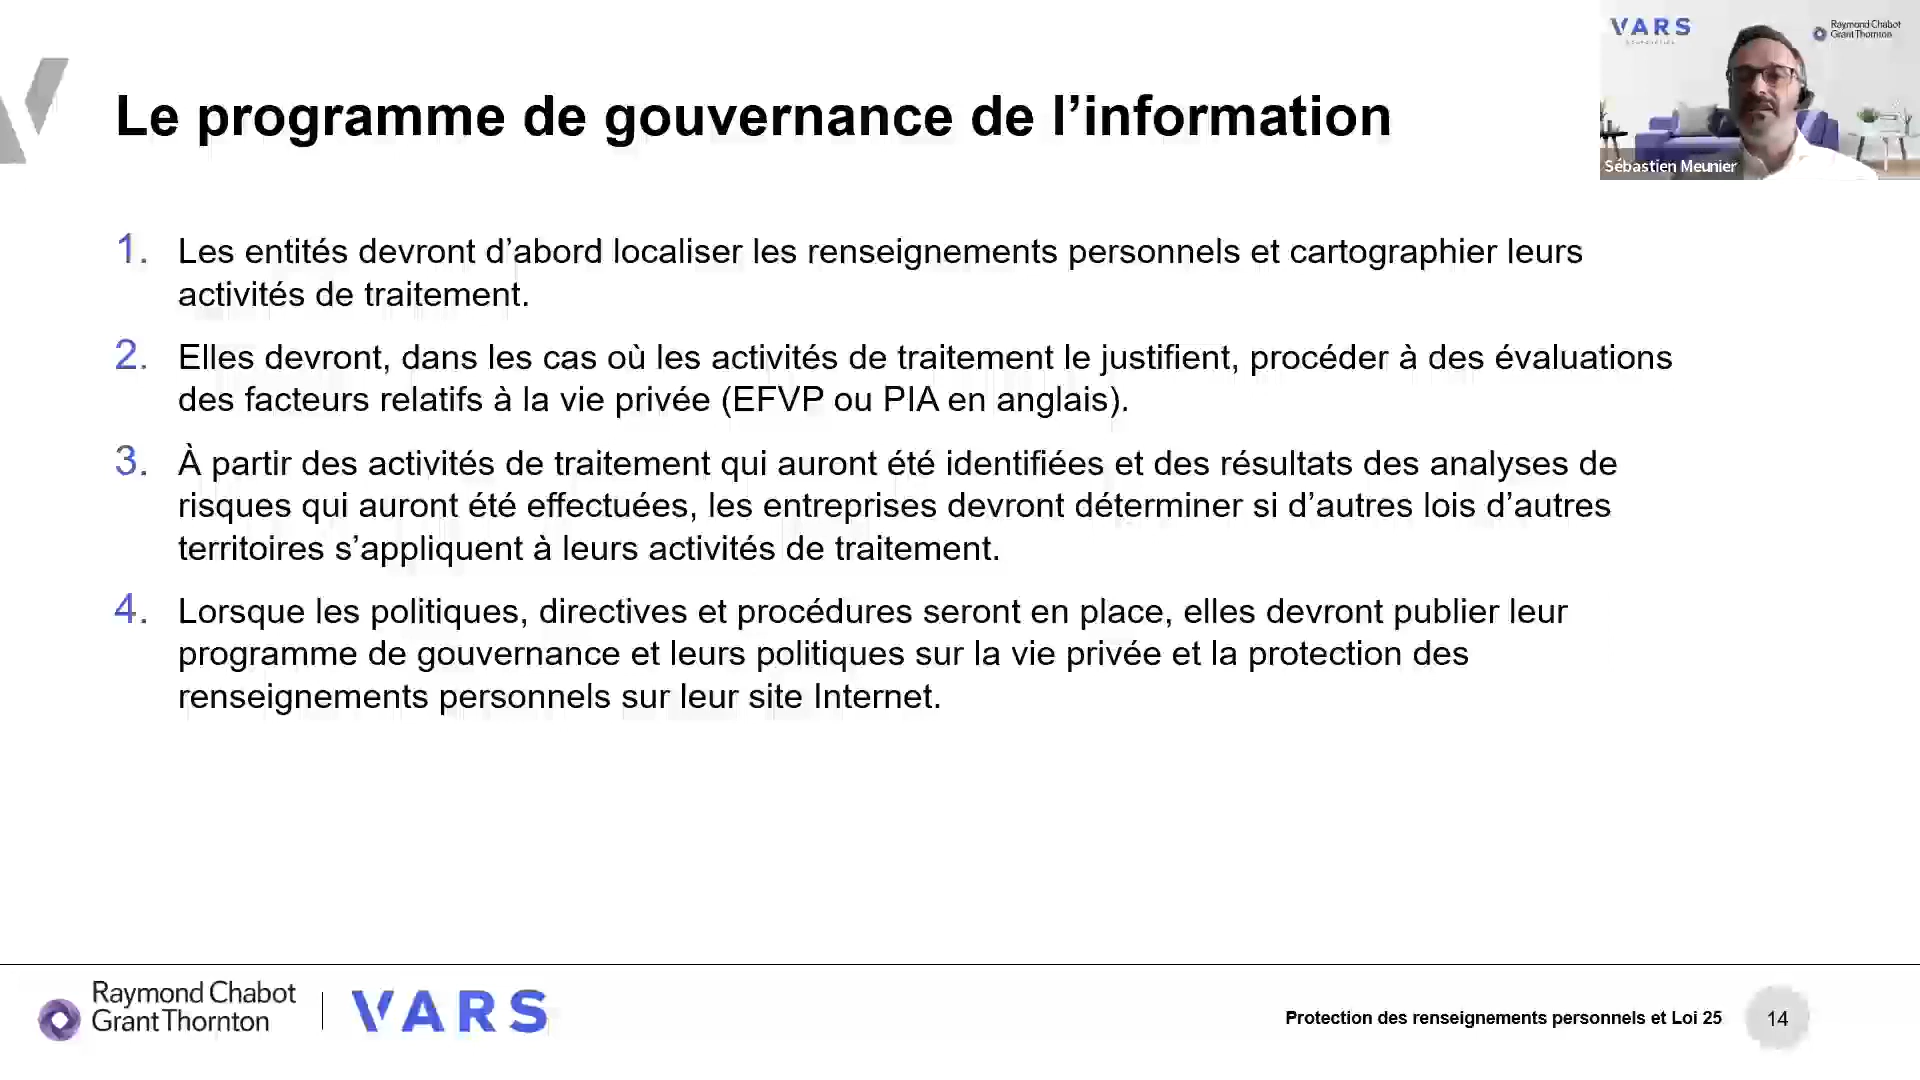 VARS
Raymond Chabot
Grant Thornton
Sébastien Meunier
Le programme de gouvernance de l’information
1. Les entités devront d’abord localiser les renseignements personnels et cartographier leurs
activités de traitement.
2. Elles devront, dans les cas où les activités de traitement le justifient, procéder à des évaluations
des facteurs relatifs à la vie privée (EFVP ou PIA en anglais).
3. À partir des activités de traitement qui auront été identifiées et des résultats des analyses de
risques qui auront été effectuées, les entreprises devront déterminer si d’autres lois d’autres
territoires s’appliquent à leurs activités de traitement.
4. Lorsque les politiques, directives et procédures seront en place, elles devront publier leur
programme de gouvernance et leurs politiques sur la vie privée et la protection des
renseignements personnels sur leur site Internet.
Raymond Chabot
Grant Thornton
VARS
Protection des renseignements personnels et Loi 25
14